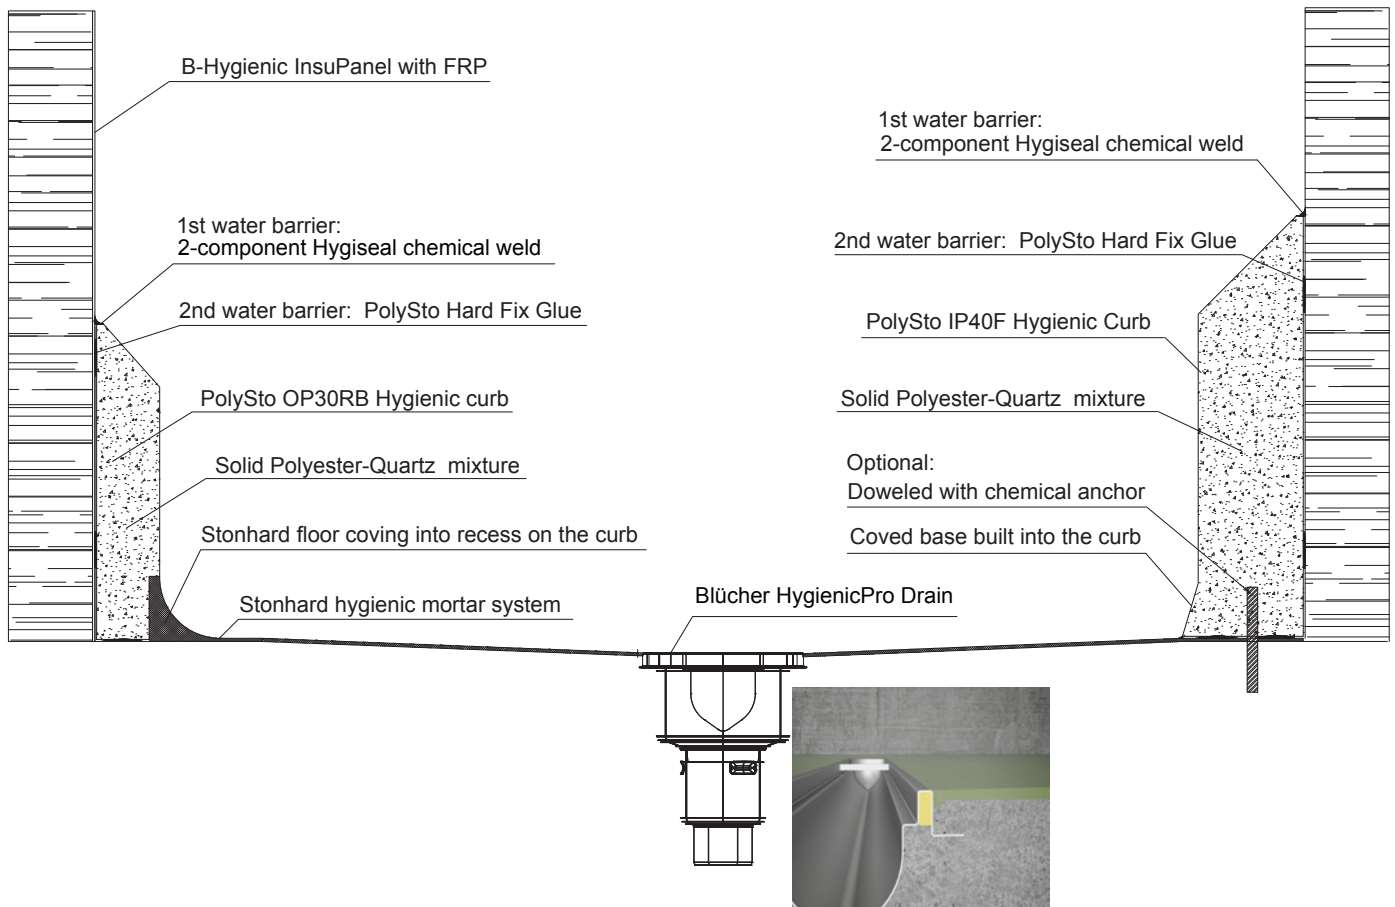 B-Hygienic InsuPanel with FRP
1st water barrier:
2-component Hygiseal chemical weld
2nd water barrier:  PolySto Hard Fix Glue
PolySto OP30RB Hygienic curb
Solid Polyester-Quartz  mixture
Stonhard floor coving into recess on the curb
Stonhard hygienic mortar system
Blücher HygienicPro Drain
1st water barrier:
2-component Hygiseal chemical weld
2nd water barrier:  PolySto Hard Fix Glue
PolySto IP40F Hygienic Curb
Solid Polyester-Quartz  mixture
Optional:
Doweled with chemical anchor
Coved base built into the curb